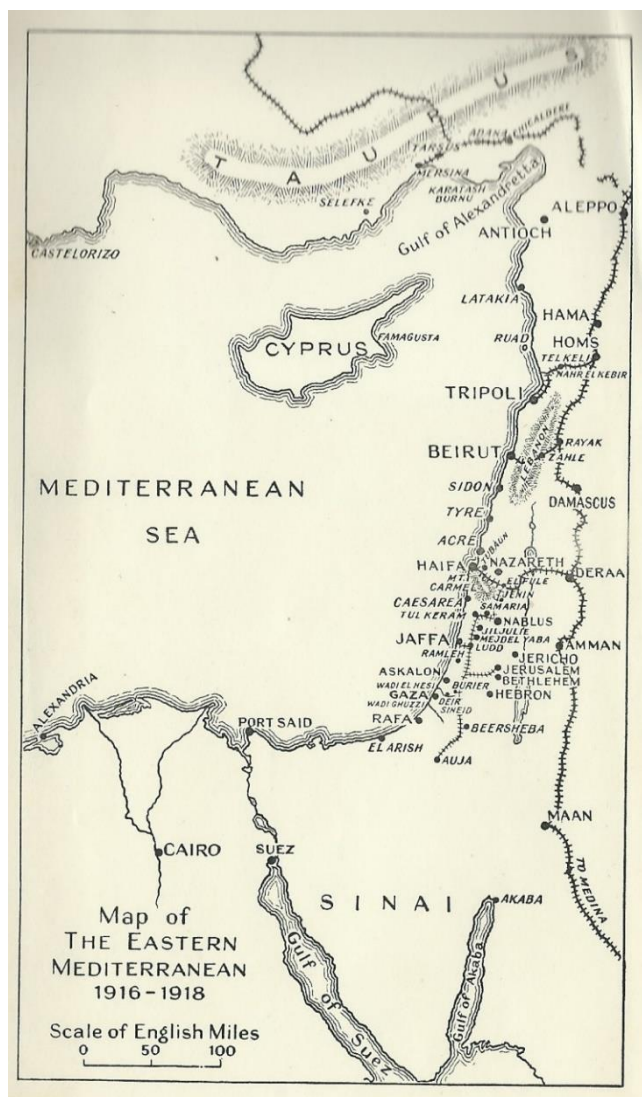 TAURUS
ADANA
CHICALDERE
TARSUS
MERSINA
KARATASH
BURNU
SELEFKE
Gulf of Alexandretta
ALEPPO
ANTIOCH
CASTELORIZO
LATAKIA
HAMA
CYPRUS
FAMAGUSTA
RUAD
HOMS
TELKELI
NAHR EL KEBIR
TRIPOLI
LEBANON
RAYAK
BEIRUT
ZAHLE
MEDITERRANEAN
SEA
SIDON
DAMASCUS
TYRE
ACRE
TUBAUN
HAIFA
NAZARETH
MT.
CARMEL
EL FULE
DERAA
JENIN
CAESAREA
SAMARIA
TUL KERAM
NABLUS
JILJULIE
MEJDEL YABA
JAFFA
LUDD
AMMAN
RAMLEH
JERICHO
JERUSALEM
ASKALON
BETHLEHEM
WADI EL HESI
BURIER
GAZA
HEBRON
DEIR
SINEID
WADI GHUZZI
RAFA
BEERSHEBA
ALEXANDRIA
PORT SAID
EL ARISH
AUJA
MAAN
CAIRO
SUEZ
TO MEDINA
SINAI
AKABA
Gulf of Suez
Gulf of Akaba
Map of
THE EASTERN
MEDITERRANEAN
1916-1918
Scale of English Miles
0 50 100